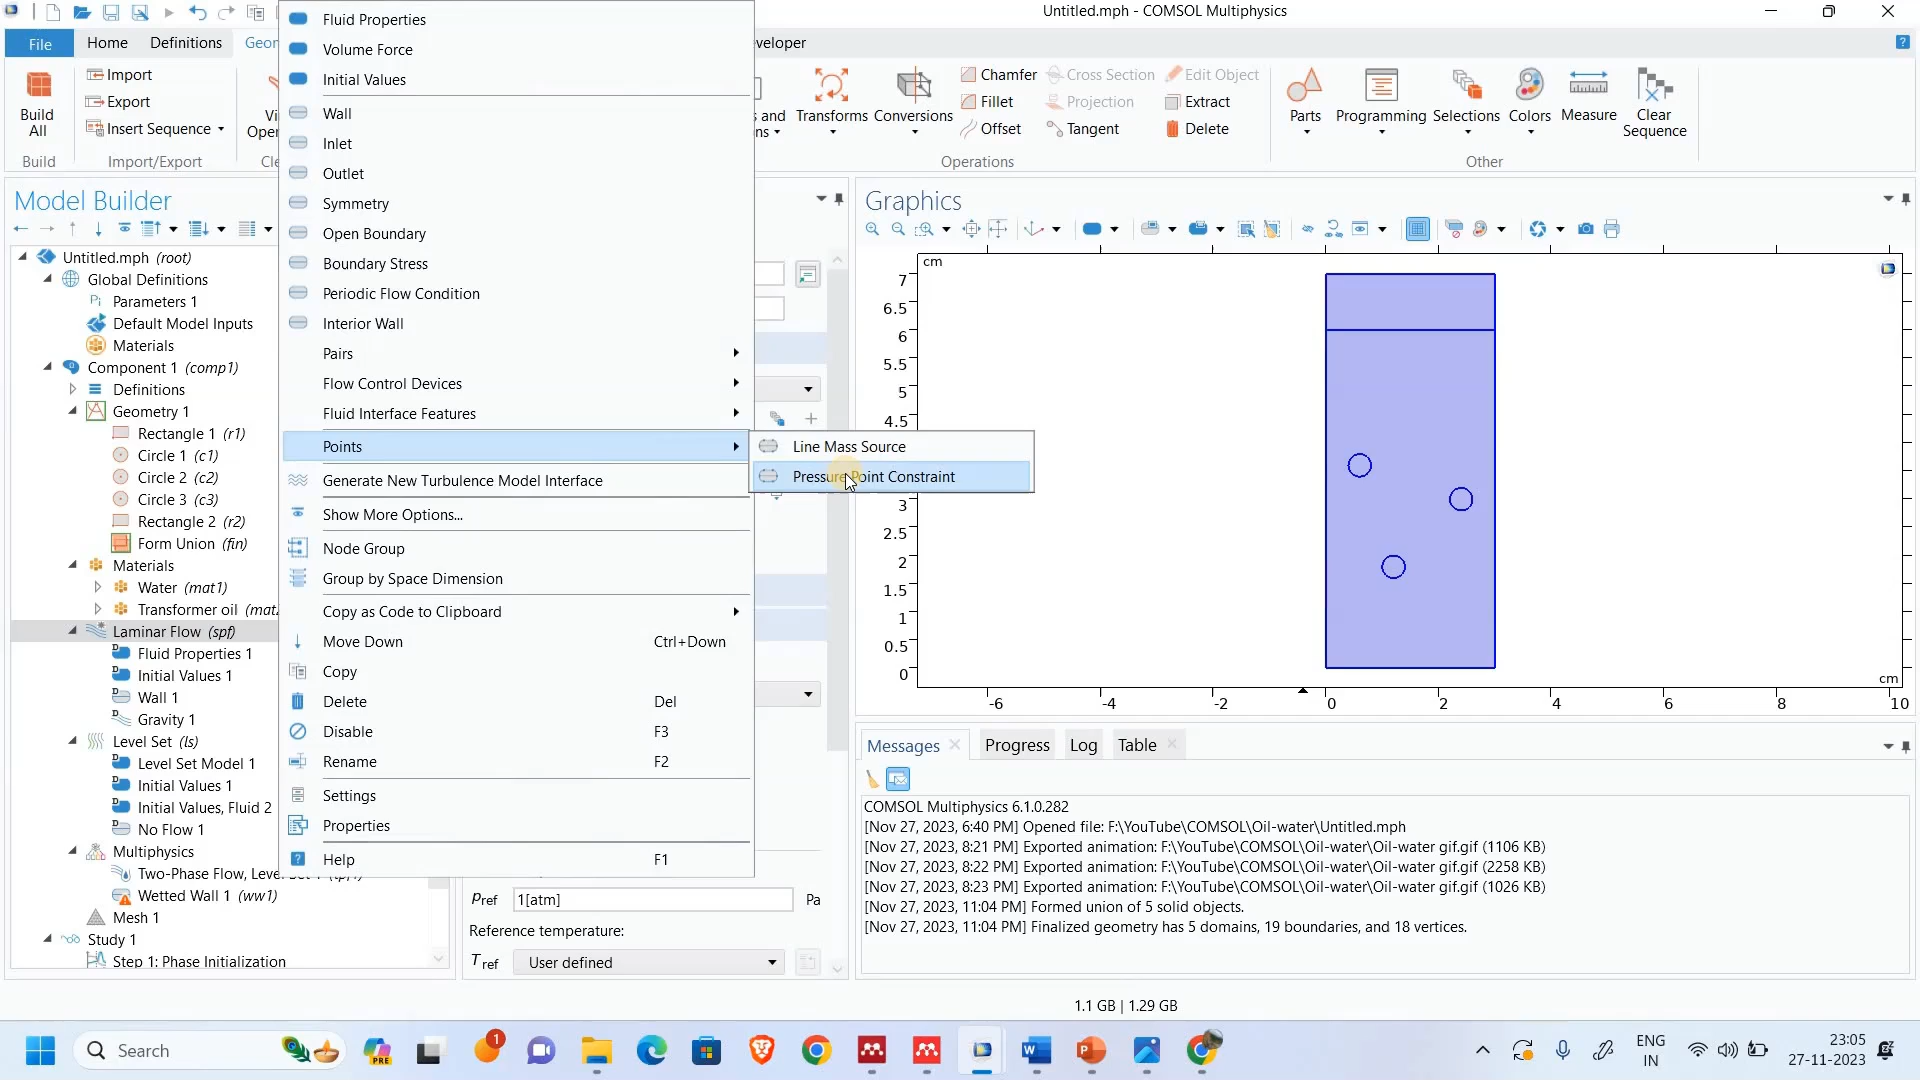 Untitled.mph - COMSOL Multiphysics
File
Home
Definitions
Geo
eveloper
Build
All
Import
Export
Insert Sequence
Build
Import/Export
Cle
s and
Transforms
Conversions
Chamfer
Fillet
Offset
Cross Section
Projection
Tangent
Edit Object
Extract
Delete
Operations
Parts
Programming
Selections
Colors
Measure
Clear
Sequence
Other
Model Builder
Untitled.mph (root)
Global Definitions
Parameters 1
Default Model Inputs
Materials
Component 1 (comp1)
Definitions
Geometry 1
Rectangle 1 (r1)
Circle 1 (c1)
Circle 2 (c2)
Circle 3 (c3)
Rectangle 2 (r2)
Form Union (fin)
Materials
Water (mat1)
Transformer oil (mat
Laminar Flow (spf)
Fluid Properties 1
Initial Values 1
Wall 1
Gravity 1
Level Set (ls)
Level Set Model 1
Initial Values 1
Initial Values, Fluid 2
No Flow 1
Multiphysics
Two-Phase Flow, Leve
Wetted Wall 1 (ww1)
Mesh 1
Study 1
Step 1: Phase Initialization
Fluid Properties
Volume Force
Initial Values
Wall
Inlet
Outlet
Symmetry
Open Boundary
Boundary Stress
Periodic Flow Condition
Interior Wall
Pairs
Flow Control Devices
Fluid Interface Features
Points
Generate New Turbulence Model Interface
Show More Options...
Node Group
Group by Space Dimension
Copy as Code to Clipboard
Move Down Ctrl+Down
Copy
Delete Del
Disable F3
Rename F2
Settings
Properties
Help F1
Line Mass Source
Pressure Point Constraint
Pref 1[atm] Pa
Reference temperature:
Tref User defined
Graphics
cm
7
6.5
6
5.5
5
4.5
3
2.5
2
1.5
1
0.5
0
cm
-6 -4 -2 0 2 4 6 8 10
Messages
Progress
Log
Table
COMSOL Multiphysics 6.1.0.282
[Nov 27, 2023, 6:40 PM] Opened file: F:\YouTube\COMSOL\Oil-water\Untitled.mph
[Nov 27, 2023, 8:21 PM] Exported animation: F:\YouTube\COMSOL\Oil-water\Oil-water gif.gif (1106 KB)
[Nov 27, 2023, 8:22 PM] Exported animation: F:\YouTube\COMSOL\Oil-water\Oil-water gif.gif (2258 KB)
[Nov 27, 2023, 8:23 PM] Exported animation: F:\YouTube\COMSOL\Oil-water\Oil-water gif.gif (1026 KB)
[Nov 27, 2023, 11:04 PM] Formed union of 5 solid objects.
[Nov 27, 2023, 11:04 PM] Finalized geometry has 5 domains, 19 boundaries, and 18 vertices.
1.1 GB | 1.29 GB
Search
PRE
1
ENG
IN
23:05
27-11-2023